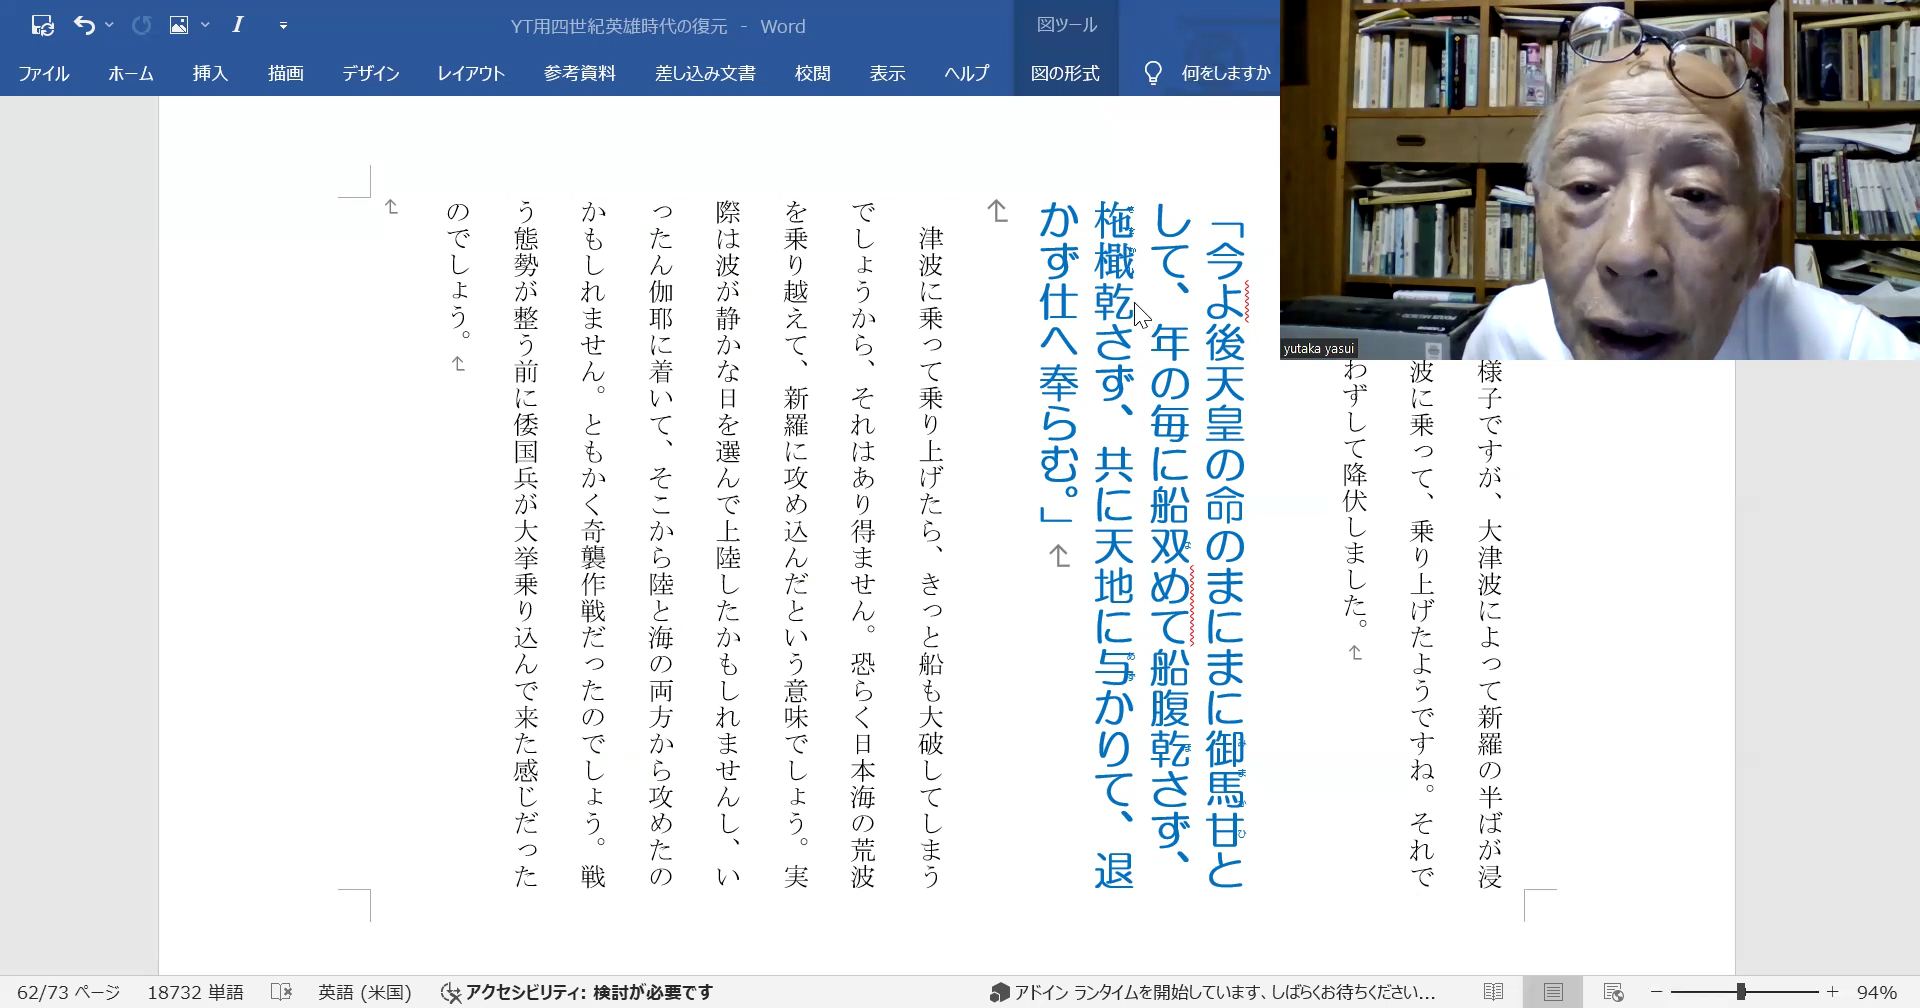 YT用四世紀英雄時代の復元 - Word
図ツール
ファイル ホーム 挿入 描画 デザイン レイアウト 参考資料 差し込み文書 校閲 表示 ヘルプ 図の形式 何をしますか
yutaka yasui
様子ですが、大津波によって新羅の半ばが浸
波に乗って、乗り上げたようですね。それで
わずして降伏しました。
「今よ後天皇の命のまにまに御馬甘と
して、年の毎に船双めて船腹乾さず、
柂檝乾さず、共に天地に与かりて、退
かず仕へ奉らむ。」
津波に乗って乗り上げたら、きっと船も大破してしまう
でしょうから、それはあり得ません。恐らく日本海の荒波
を乗り越えて、新羅に攻め込んだという意味でしょう。実
際は波が静かな日を選んで上陸したかもしれませんし、い
ったん伽耶に着いて、そこから陸と海の両方から攻めたの
かもしれません。ともかく奇襲作戦だったのでしょう。戦
う態勢が整う前に倭国兵が大挙乗り込んで来た感じだった
のでしょう。
62/73 ページ 18732 単語 英語 (米国) アクセシビリティ: 検討が必要です アドイン ランタイムを開始しています、しばらくお待ちください... 94%